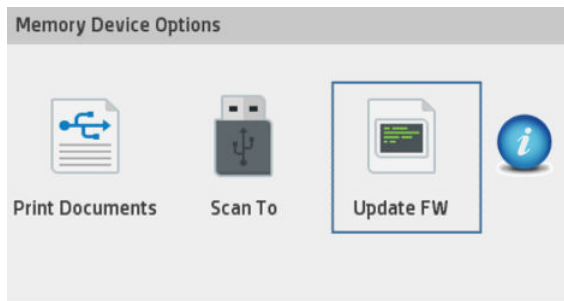 Memory Device Options
Print Documents
Scan To
Update FW
i